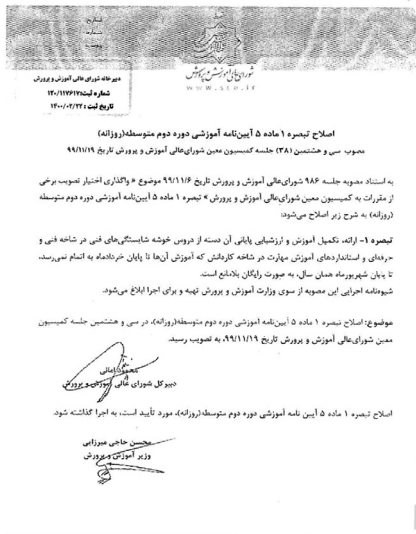 شماره
تاریخ
پیوست
شورای عالی آموزش و پرورش
www.sce.ir
دبیرخانه شورای عالی آموزش و پرورش
شماره ثبت: ۱۲۰/۱۱۷۶۱۷
تاریخ ثبت: ۱۴۰۰/۰۲/۲۲
اصلاح تبصره ۱ ماده ۵ آیین‌نامه آموزشی دوره دوم متوسطه(روزانه)
مصوب سی و هشتمین (۳۸) جلسه کمیسیون معین شورای‌عالی آموزش و پرورش تاریخ ۹۹/۱۱/۱۹
به استناد مصوبه جلسه ۹۸۶ شورای‌عالی آموزش و پرورش تاریخ ۹۹/۱۱/۶ موضوع « واگذاری اختیار تصویب برخی از
مقررات به کمیسیون معین شورای‌عالی آموزش و پرورش» تبصره ۱ ماده ۵ آیین‌نامه آموزشی دوره دوم متوسطه
(روزانه) به شرح زیر اصلاح می‌شود:
تبصره ۱- ارائه، تکمیل آموزش و ارزشیابی پایانی آن دسته از دروس خوشه شایستگی‌های فنی در شاخه فنی و
حرفه‌ای و استانداردهای آموزش مهارت در شاخه کاردانش که آموزش آن‌ها تا پایان خردادماه به اتمام نمی‌رسد،
تا پایان شهریورماه همان سال، به صورت رایگان بلامانع است.
شیوه‌نامه اجرایی این مصوبه از سوی وزارت آموزش و پرورش تهیه و برای اجرا ابلاغ می‌شود.
موضوع: اصلاح تبصره ۱ ماده ۵ آیین‌نامه آموزشی دوره دوم متوسطه(روزانه)، در سی و هشتمین جلسه کمیسیون
معین شورای‌عالی آموزش و پرورش تاریخ ۹۹/۱۱/۱۹، به تصویب رسید.
محمود امانی
دبیر کل شورای عالی آموزش و پرورش
اصلاح تبصره ۱ ماده ۵ آیین نامه آموزشی دوره دوم متوسطه(روزانه)، مورد تأیید است، به اجرا گذاشته شود.
محسن حاجی میرزایی
وزیر آموزش و پرورش